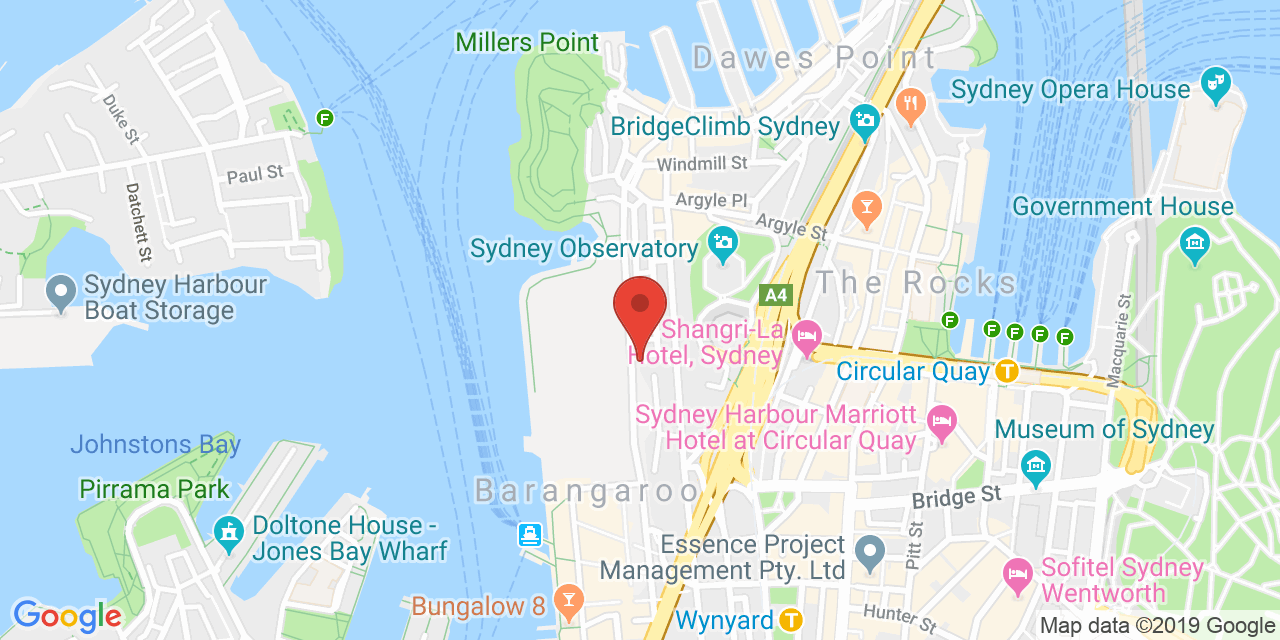 Millers Point
Dawes Point
Sydney Opera House
BridgeClimb Sydney
Duke St
F
Windmill St
Paul St
Argyle Pl
Datchett St
Argyle St
Government House
Sydney Observatory
Sydney Harbour
Boat Storage
A4
The Rocks
F
F
F
F
F
Macquarie St
Shangri-La
Hotel, Sydney
Circular Quay
T
Sydney Harbour Marriott
Hotel at Circular Quay
Museum of Sydney
Johnstons Bay
Pirrama Park
Barangaroo
Bridge St
Doltone House -
Jones Bay Wharf
Essence Project
Management Pty. Ltd
Pitt St
Sofitel Sydney
Wentworth
Bungalow 8
Wynyard
T
Hunter St
Google
Map data ©2019 Google